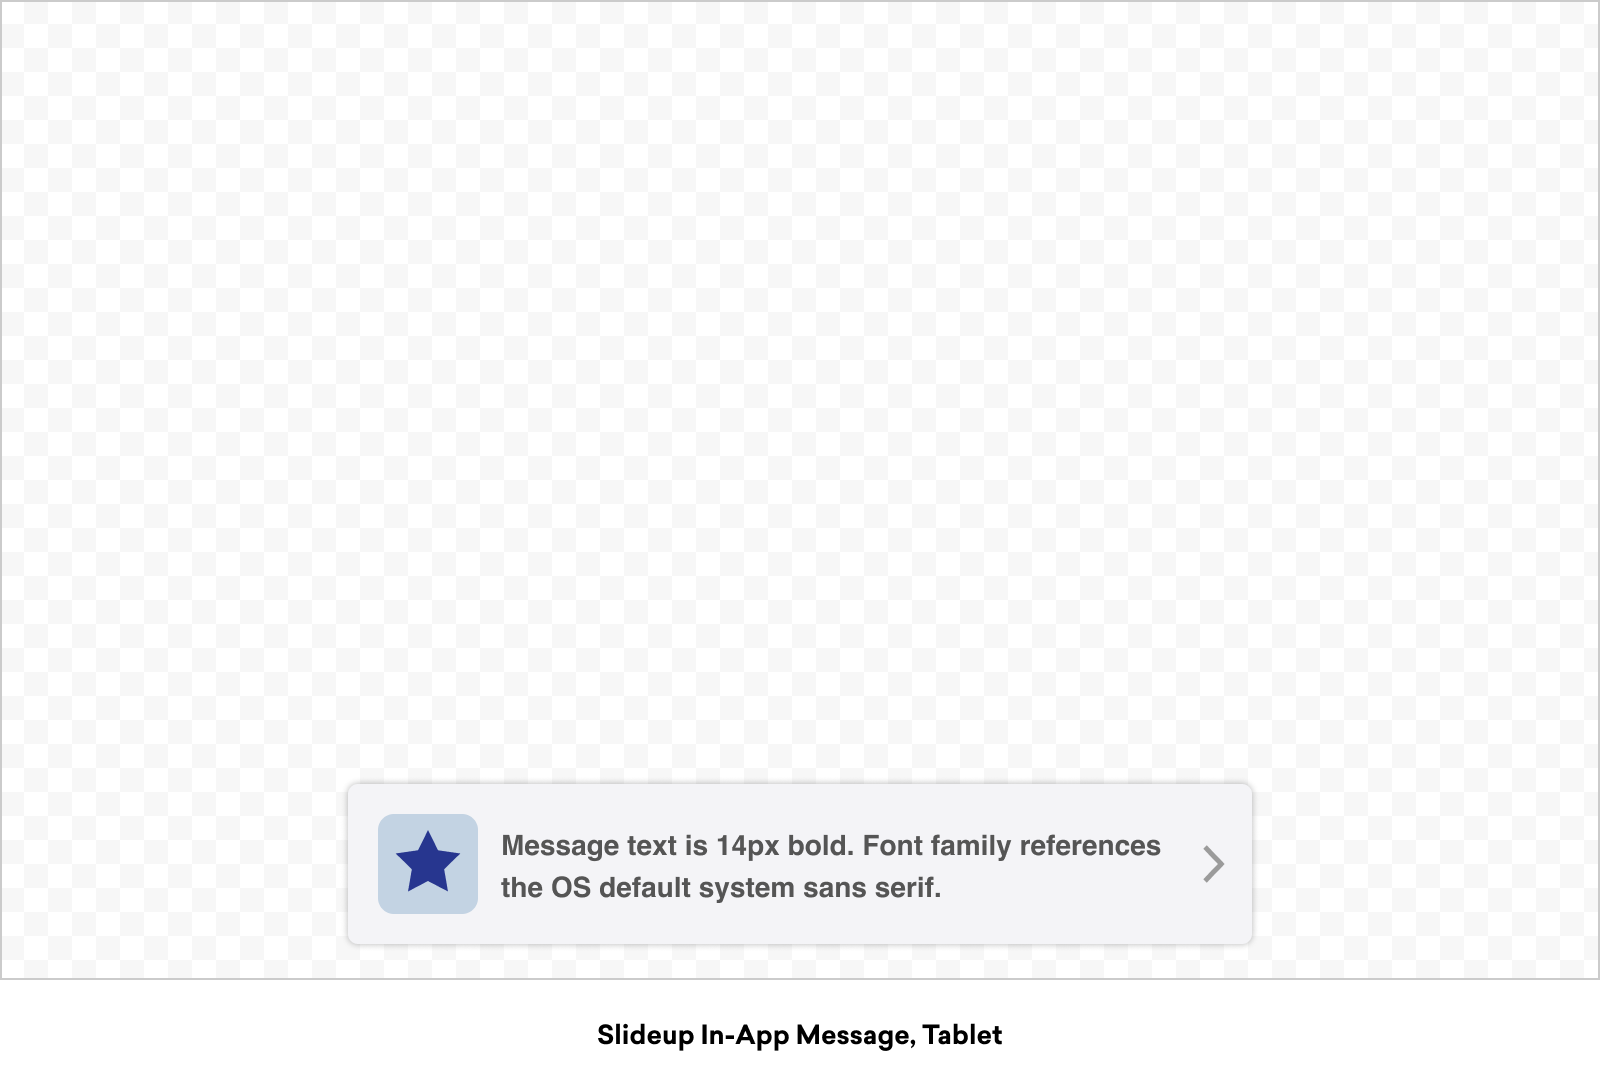 Message text is 14px bold. Font family references
the OS default system sans serif.
Slideup In-App Message, Tablet